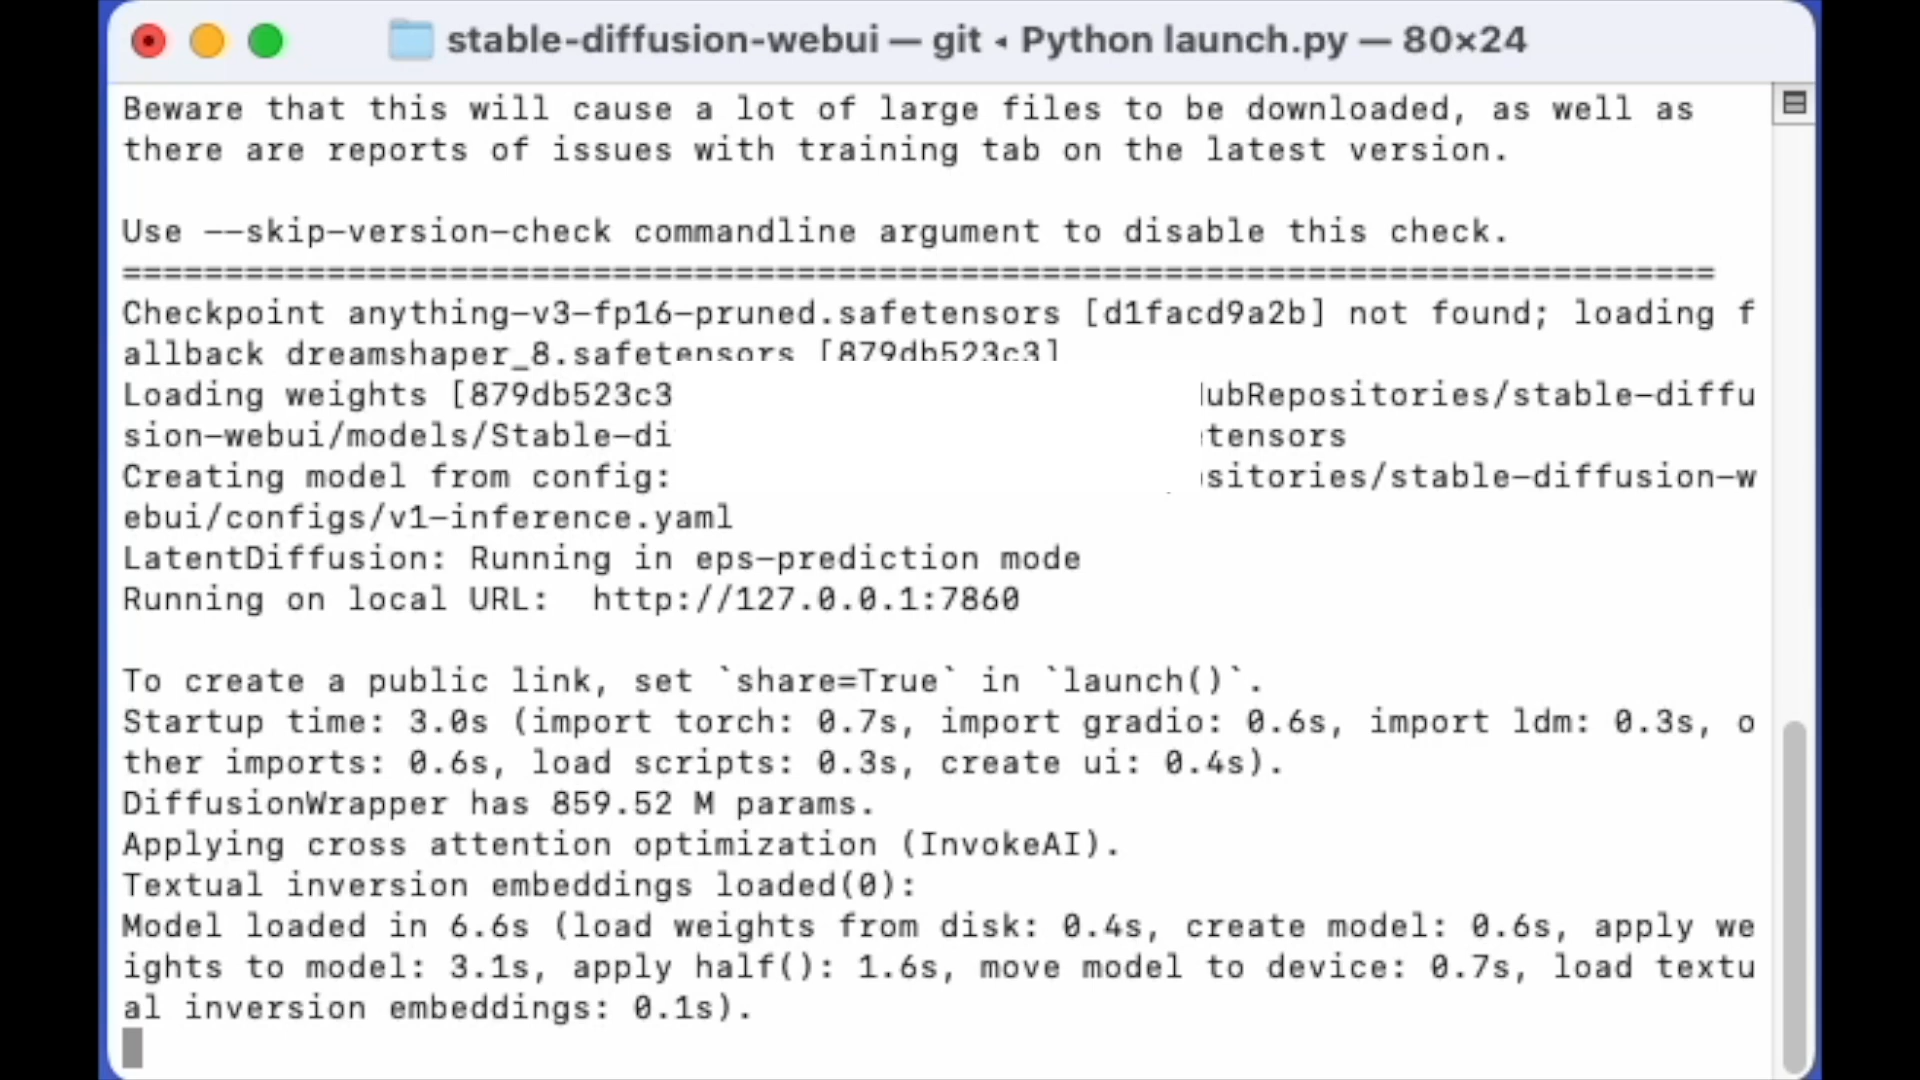 stable-diffusion-webui — git ◂ Python launch.py — 80×24
Beware that this will cause a lot of large files to be downloaded, as well as
there are reports of issues with training tab on the latest version.
Use --skip-version-check commandline argument to disable this check.
==============================================================================
Checkpoint anything-v3-fp16-pruned.safetensors [d1facd9a2b] not found; loading f
allback dreamshaper_8.safetensors [879db523c3]
Loading weights [879db523c3 ubRepositories/stable-diffu
sion-webui/models/Stable-di tensors
Creating model from config: sitories/stable-diffusion-w
ebui/configs/v1-inference.yaml
LatentDiffusion: Running in eps-prediction mode
Running on local URL:  http://127.0.0.1:7860
To create a public link, set `share=True` in `launch()`.
Startup time: 3.0s (import torch: 0.7s, import gradio: 0.6s, import ldm: 0.3s, o
ther imports: 0.6s, load scripts: 0.3s, create ui: 0.4s).
DiffusionWrapper has 859.52 M params.
Applying cross attention optimization (InvokeAI).
Textual inversion embeddings loaded(0):
Model loaded in 6.6s (load weights from disk: 0.4s, create model: 0.6s, apply we
ights to model: 3.1s, apply half(): 1.6s, move model to device: 0.7s, load textu
al inversion embeddings: 0.1s).